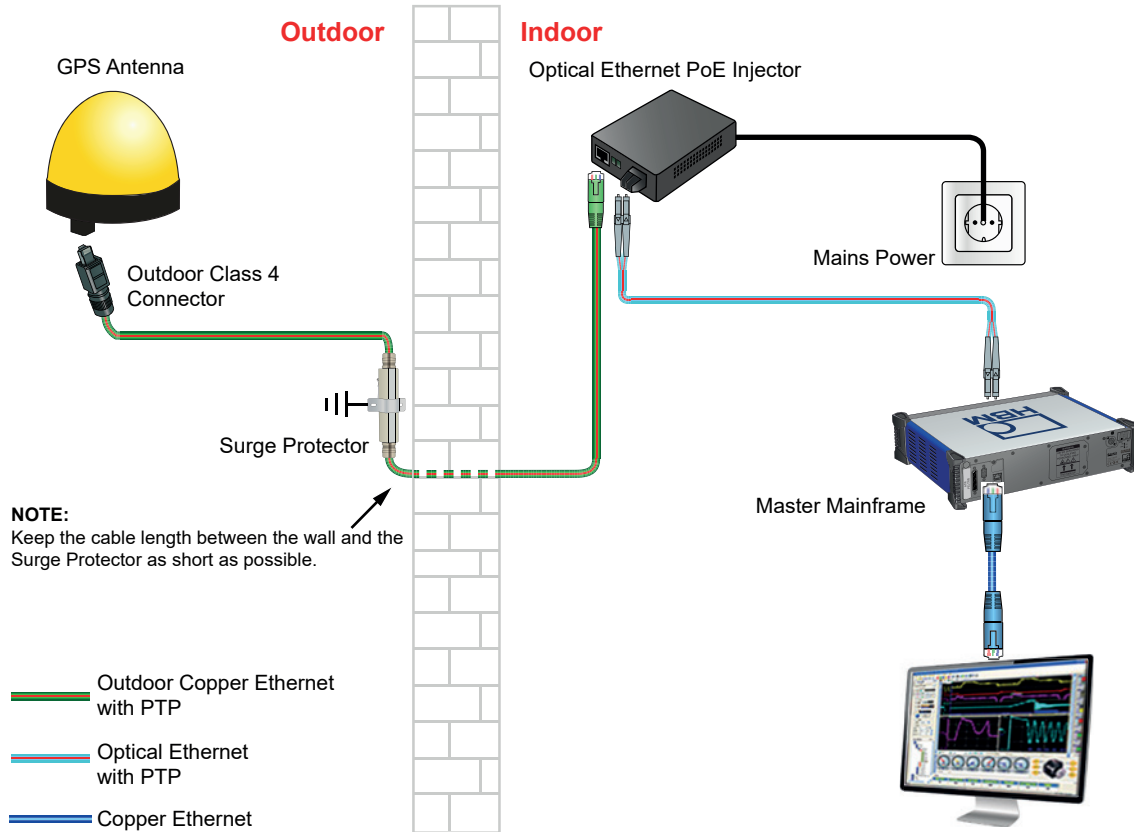 Outdoor
Indoor
GPS Antenna
Optical Ethernet PoE Injector
Outdoor Class 4
Connector
Mains Power
Surge Protector
HBM
Master Mainframe
NOTE:
Keep the cable length between the wall and the
Surge Protector as short as possible.
Outdoor Copper Ethernet
with PTP
Optical Ethernet
with PTP
Copper Ethernet